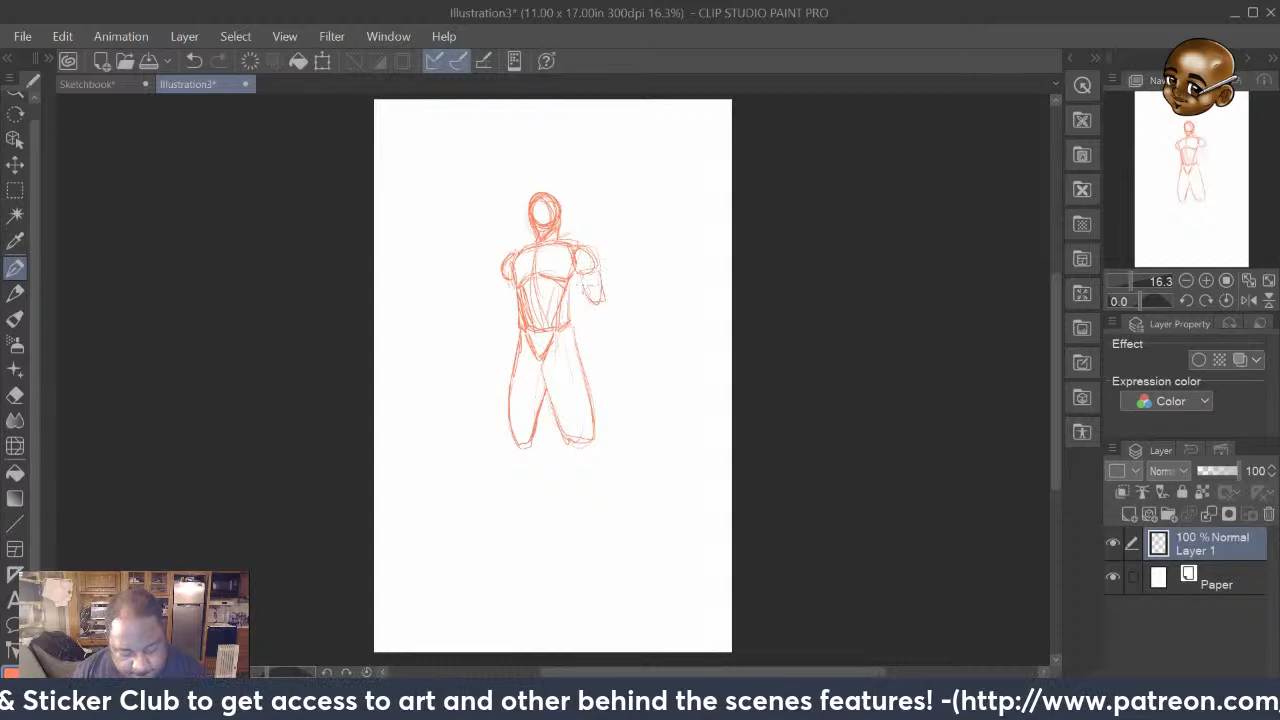 Illustration3* (11.00 x 17.00in 300dpi 16.3%) - CLIP STUDIO PAINT PRO
File Edit Animation Layer Select View Filter Window Help
Sketchbook* Illustration3*
Nav
16.3
0.0
Layer Property
Effect
Expression color
Color
Layer
Norm 100
100 % Normal
Layer 1
Paper
& Sticker Club to get access to art and other behind the scenes features! -(http://www.patreon.com/